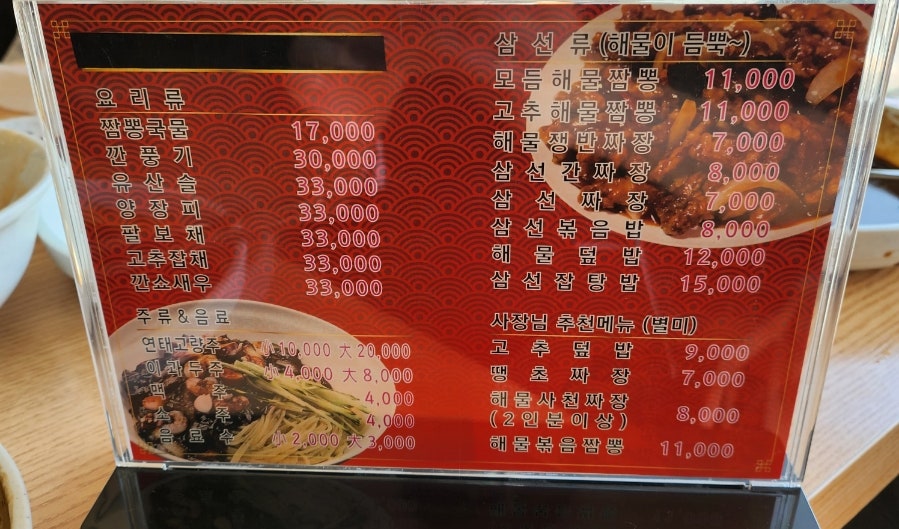 요리류
짬뽕국물 17,000
깐풍기 30,000
유산슬 33,000
양장피 33,000
팔보채 33,000
고추잡채 33,000
깐쇼새우 33,000
주류&음료
연태고량주 小 10,000 大 20,000
이과두주 小 4,000 大 8,000
맥주 4,000
소주 4,000
음료수 小 2,000 大 3,000
삼선류 (해물이 듬뿍~)
모듬해물짬뽕 11,000
고추해물짬뽕 11,000
해물쟁반짜장 7,000
삼선간짜장 8,000
삼선짜장 7,000
삼선볶음밥 8,000
해물덮밥 12,000
삼선잡탕밥 15,000
사장님 추천메뉴 (별미)
고추덮밥 9,000
땡초짜장 7,000
해물사천짜장
(2인분이상) 8,000
해물볶음짬뽕 11,000